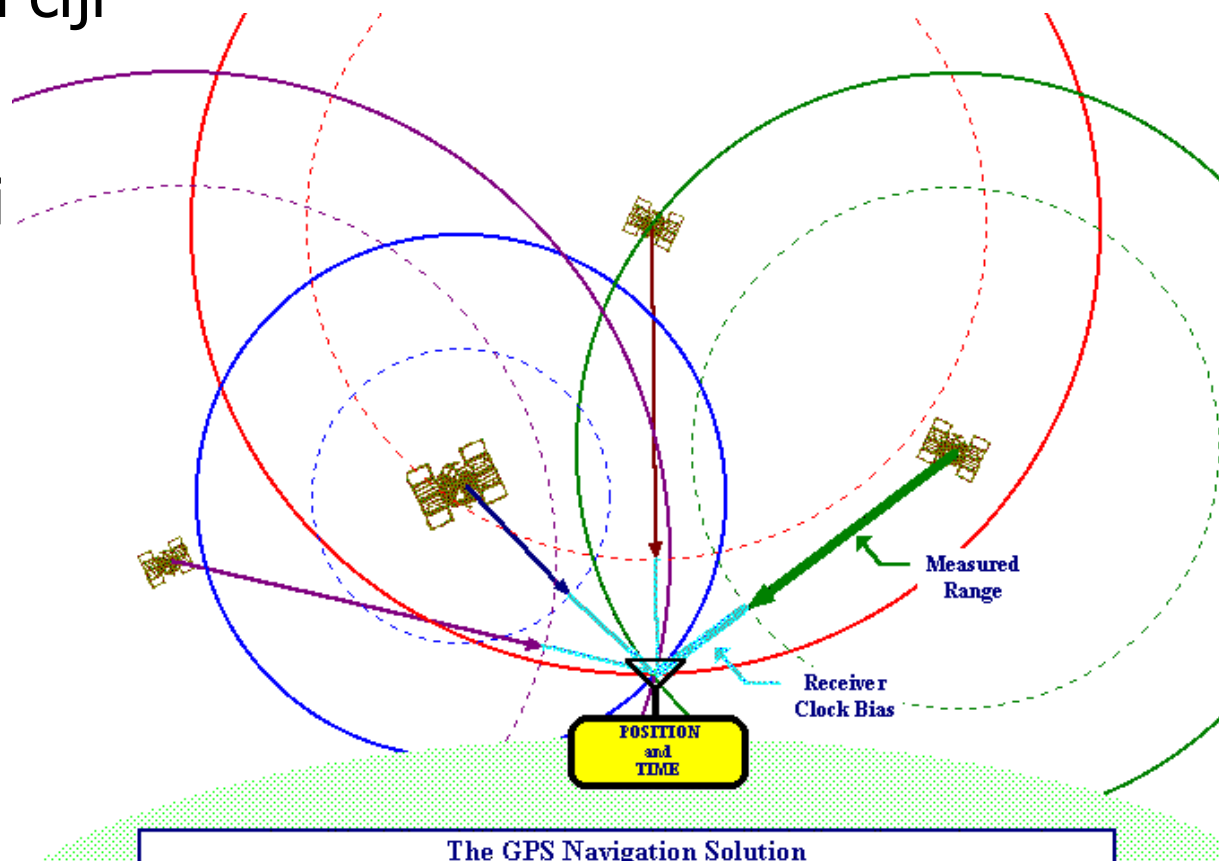 Measured
Range
Receiver
Clock Bias
POSITION
and
TIME
The GPS Navigation Solution